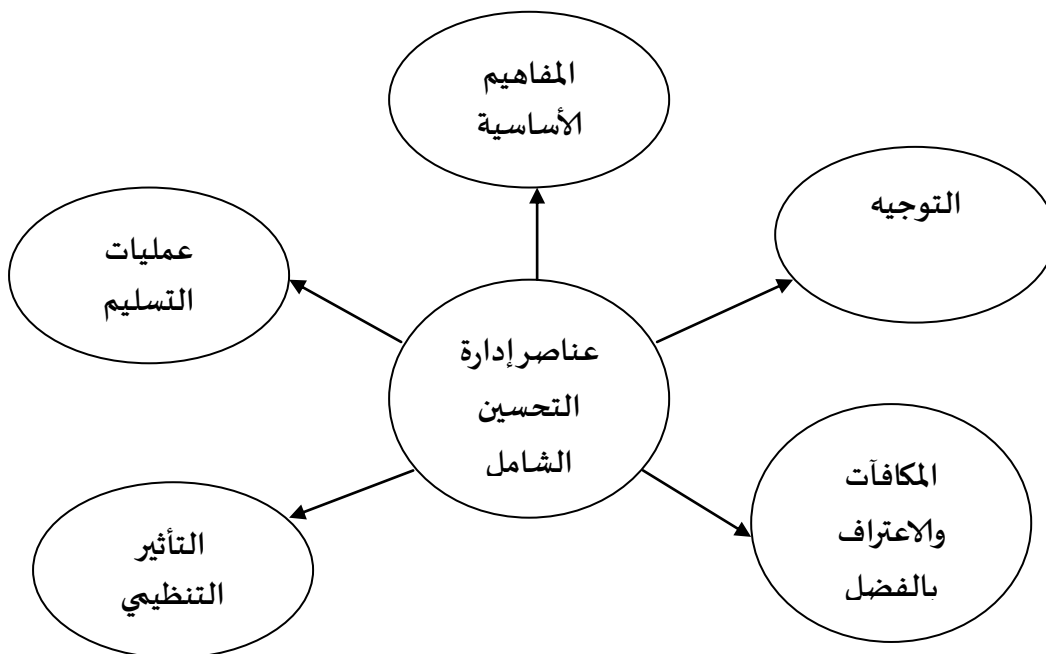 المفاهيم
الأساسية
التوجيه
عمليات
التسليم
عناصر إدارة
التحسين
الشامل
المكافآت
والاعتراف
بالفضل
التأثير
التنظيمي